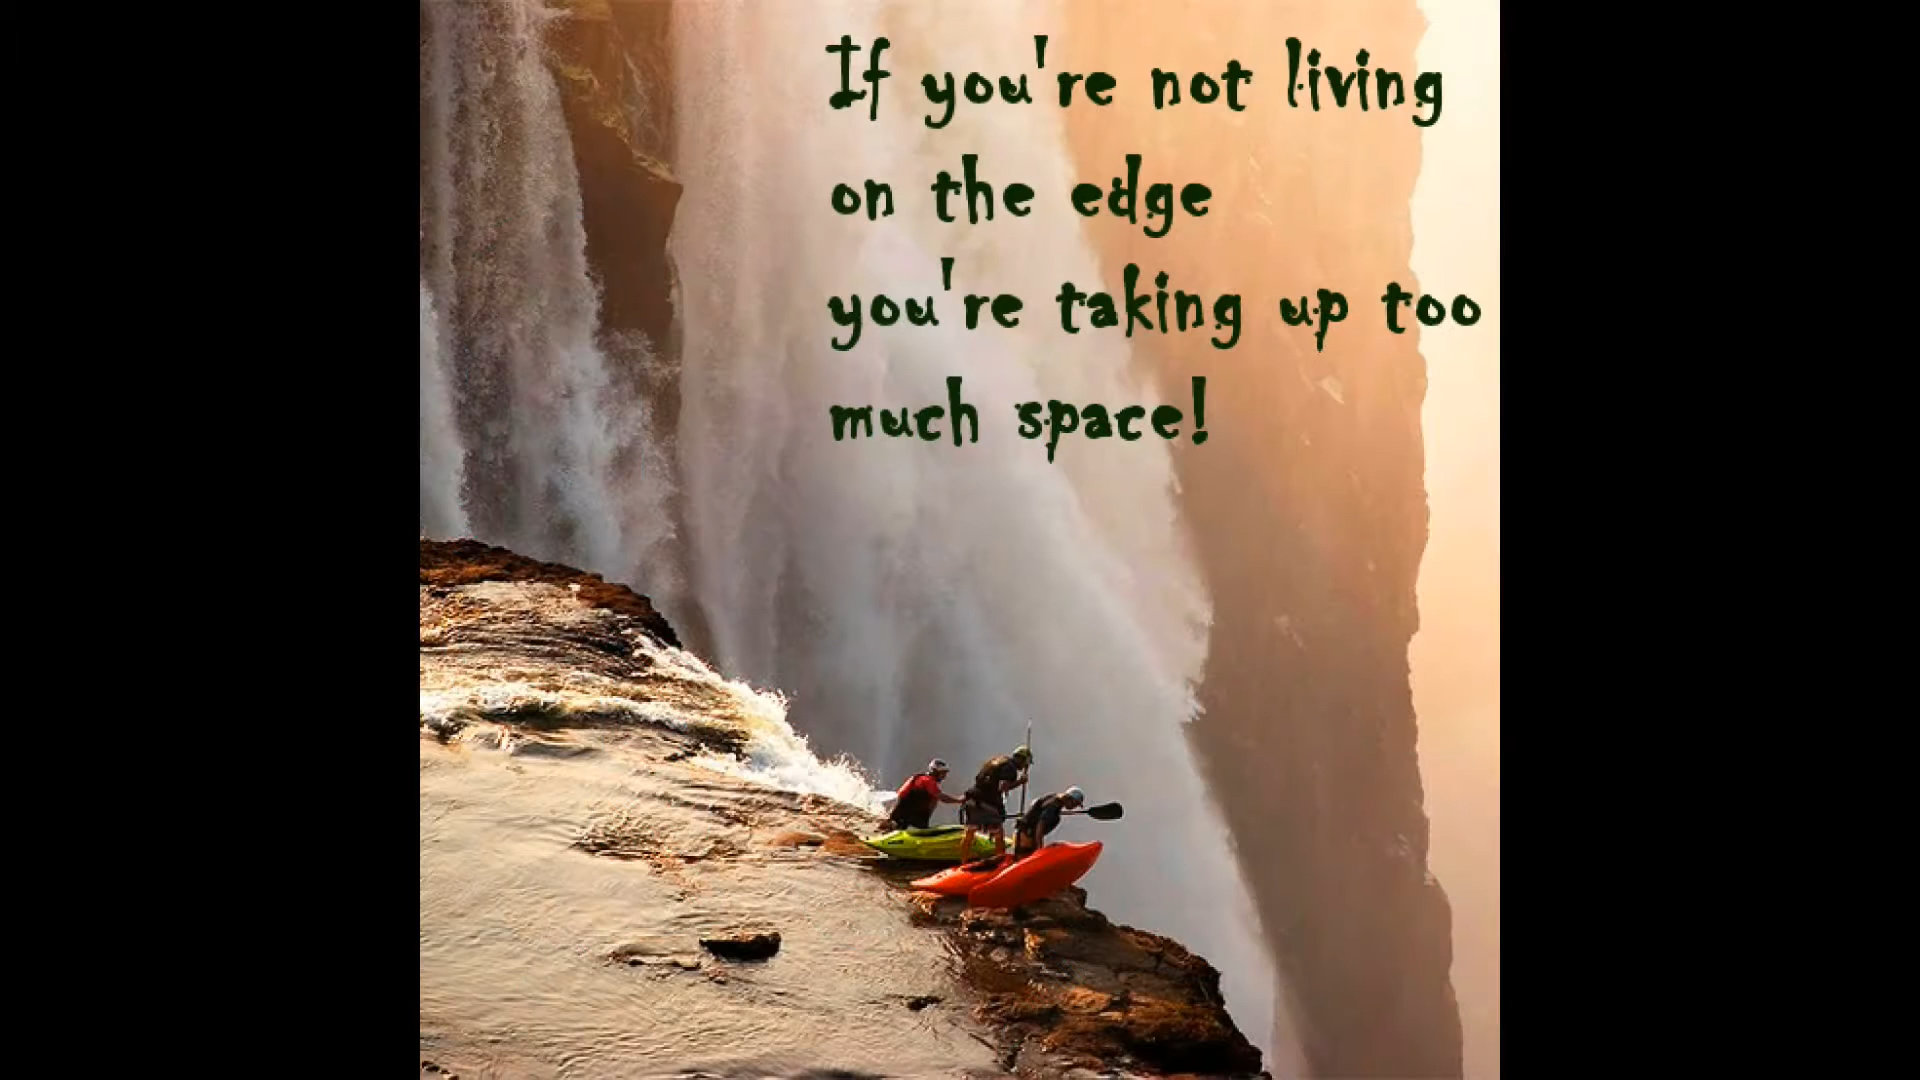 If you're not living
on the edge
you're taking up too
much space!